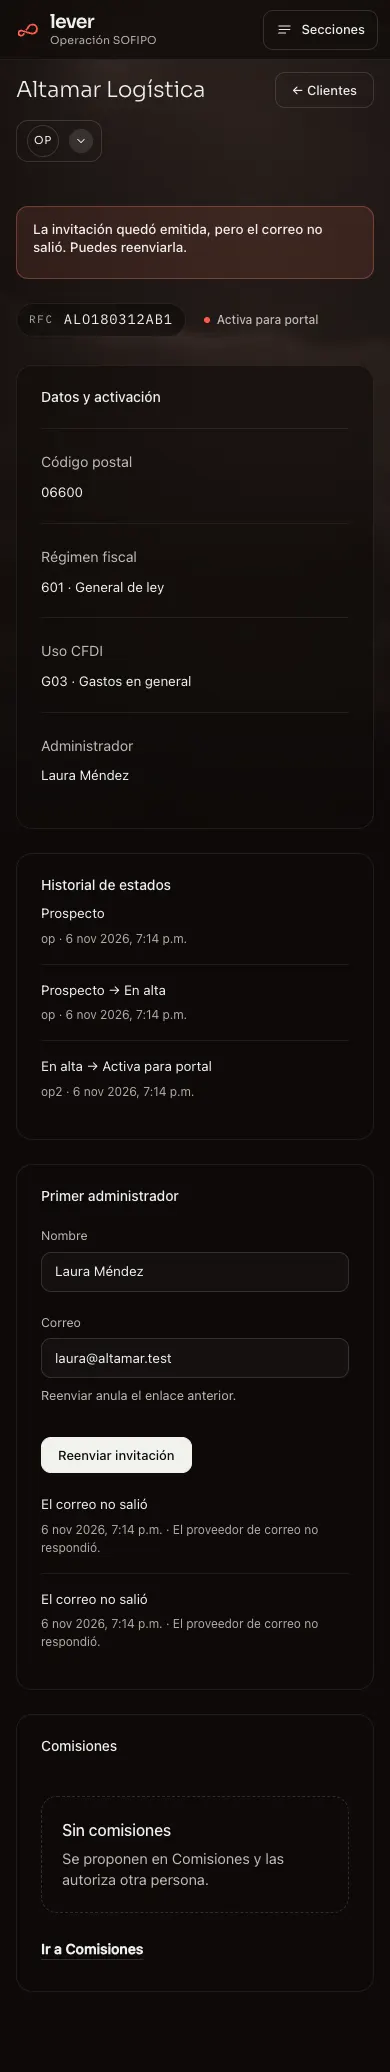 lever
Operación SOFIPO
Secciones
Altamar Logística
← Clientes
OP
La invitación quedó emitida, pero el correo no
salió. Puedes reenviarla.
RFC ALO180312AB1
Activa para portal
Datos y activación
Código postal
06600
Régimen fiscal
601 · General de ley
Uso CFDI
G03 · Gastos en general
Administrador
Laura Méndez
Historial de estados
Prospecto
op · 6 nov 2026, 7:14 p.m.
Prospecto → En alta
op · 6 nov 2026, 7:14 p.m.
En alta → Activa para portal
op2 · 6 nov 2026, 7:14 p.m.
Primer administrador
Nombre
Laura Méndez
Correo
laura@altamar.test
Reenviar anula el enlace anterior.
Reenviar invitación
El correo no salió
6 nov 2026, 7:14 p.m. · El proveedor de correo no
respondió.
El correo no salió
6 nov 2026, 7:14 p.m. · El proveedor de correo no
respondió.
Comisiones
Sin comisiones
Se proponen en Comisiones y las
autoriza otra persona.
Ir a Comisiones